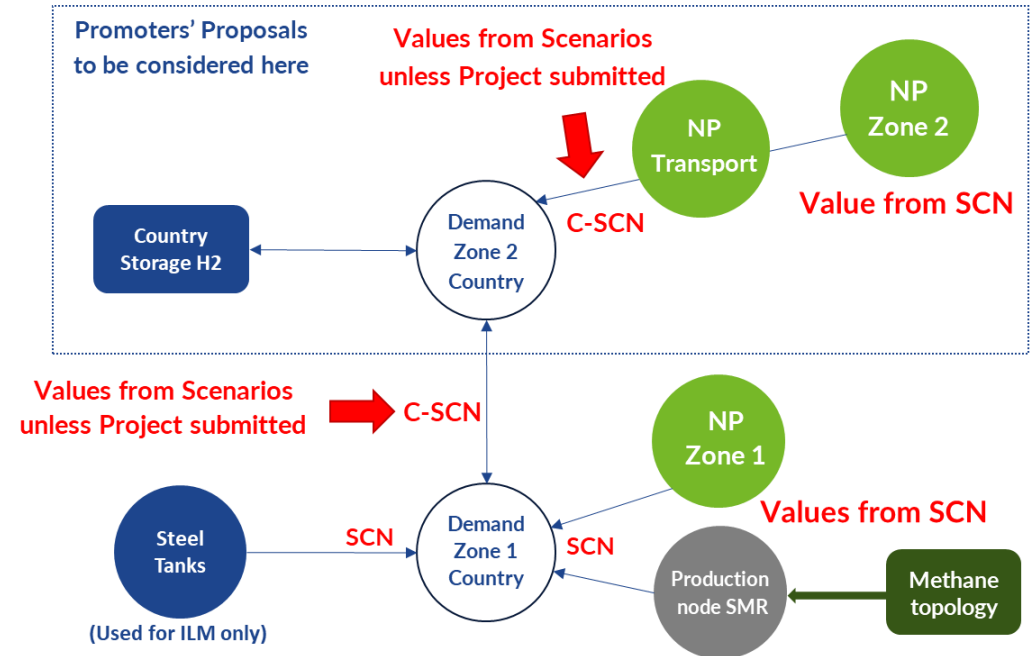 Promoters’ Proposals
to be considered here
Values from Scenarios
unless Project submitted
NP
Transport
NP
Zone 2
Value from SCN
C-SCN
Demand
Zone 2
Country
Country
Storage H2
Values from Scenarios
unless Project submitted
C-SCN
NP
Zone 1
Values from SCN
Steel
Tanks
(Used for ILM only)
SCN
Demand
Zone 1
Country
SCN
Production
node SMR
Methane
topology